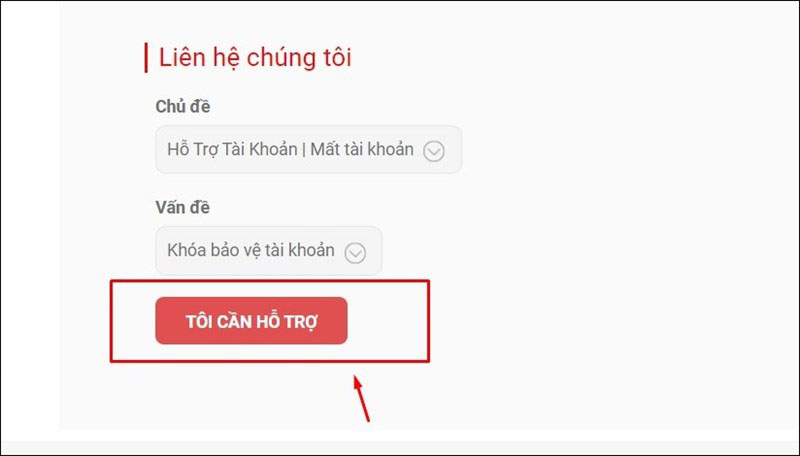 Liên hệ chúng tôi
Chủ đề
Hỗ Trợ Tài Khoản | Mất tài khoản
Vấn đề
Khóa bảo vệ tài khoản
TÔI CẦN HỖ TRỢ